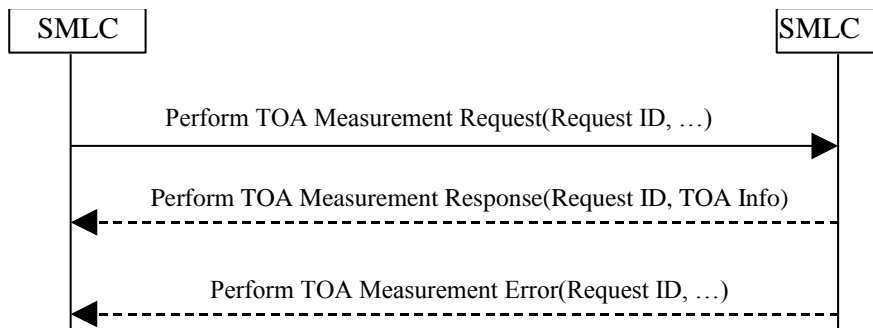 SMLC
SMLC
Perform TOA Measurement Request(Request ID, …)
Perform TOA Measurement Response(Request ID, TOA Info)
Perform TOA Measurement Error(Request ID, …)